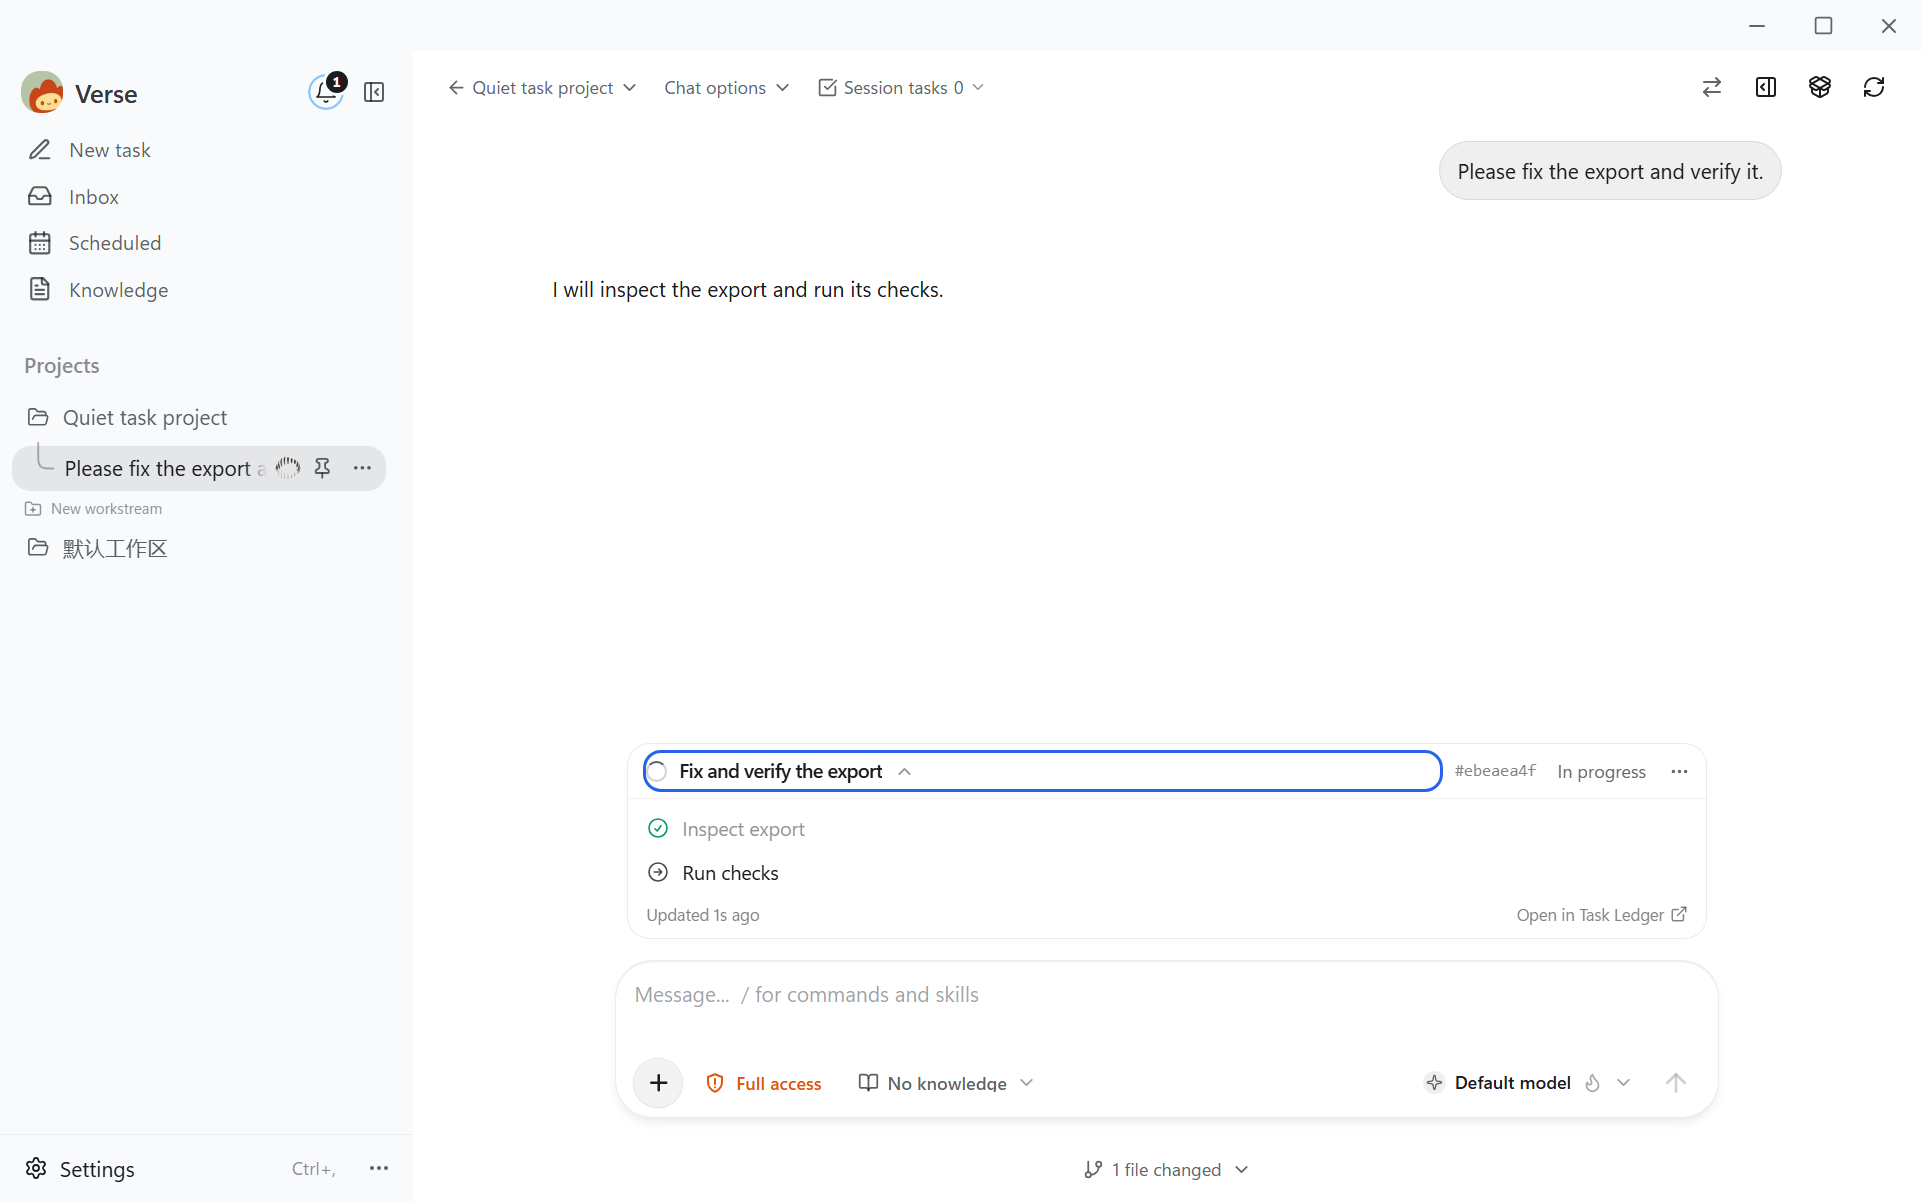 Verse
1
New task
Inbox
Scheduled
Knowledge
Projects
Quiet task project
Please fix the export a
New workstream
默认工作区
Settings
Ctrl+,
Quiet task project
Chat options
Session tasks 0
Please fix the export and verify it.
I will inspect the export and run its checks.
Fix and verify the export
#ebeaea4f
In progress
Inspect export
Run checks
Updated 1s ago
Open in Task Ledger
Message... / for commands and skills
Full access
No knowledge
Default model
1 file changed